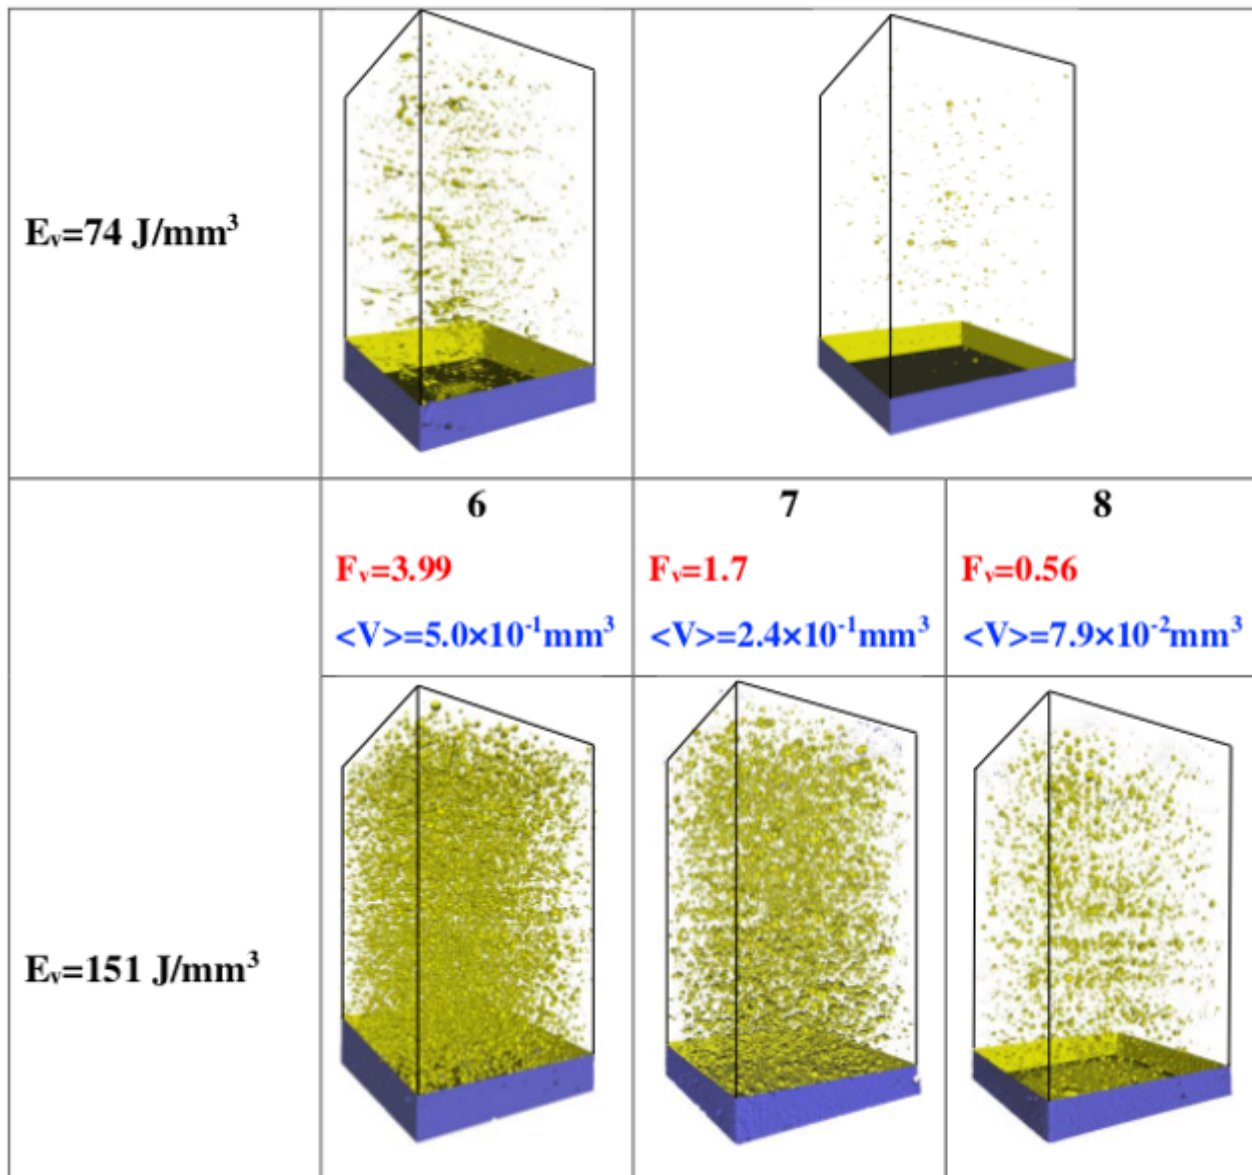 Eᵥ=74 J/mm³
6
7
8
Fᵥ=3.99
Fᵥ=1.7
Fᵥ=0.56
<V>=5.0×10⁻¹mm³
<V>=2.4×10⁻¹mm³
<V>=7.9×10⁻²mm³
Eᵥ=151 J/mm³